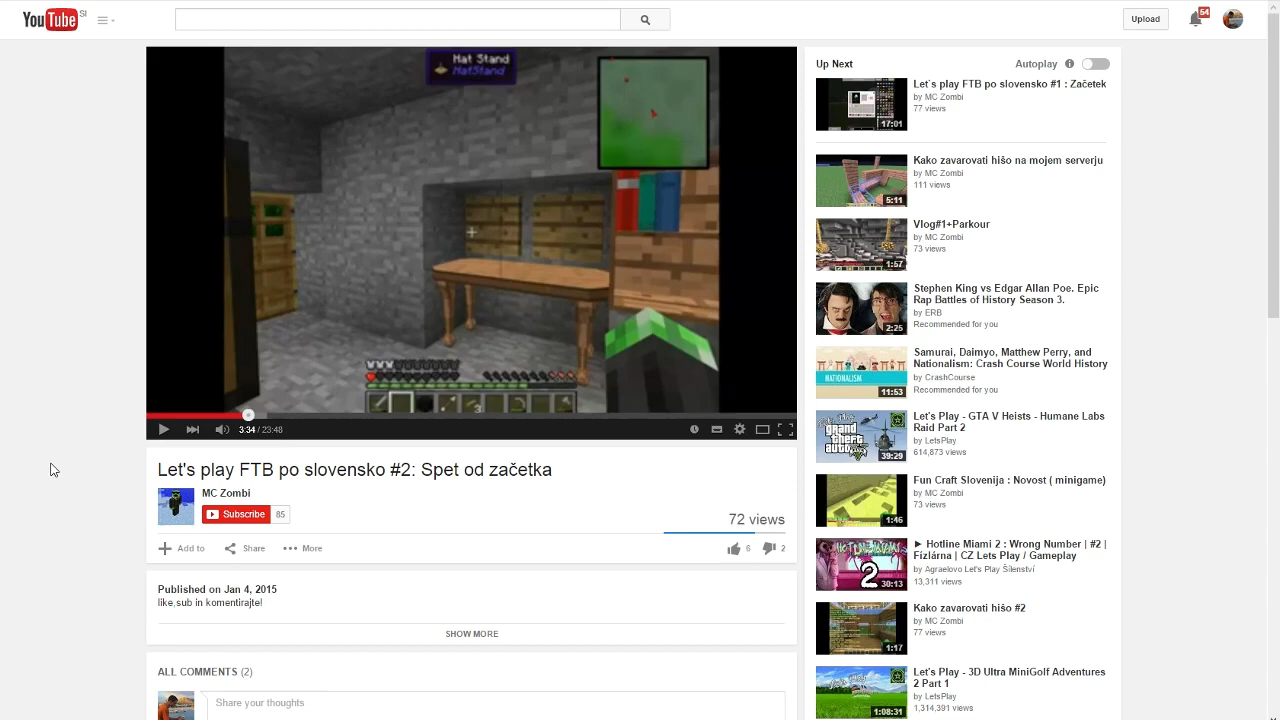 YouTube SI
Upload
54
Hat Stand
HatStand
3:34 / 23:48
Let's play FTB po slovensko #2: Spet od začetka
MC Zombi
Subscribe 85
72 views
Add to Share More
6 2
Published on Jan 4, 2015
like,sub in komentirajte!
SHOW MORE
ALL COMMENTS (2)
Share your thoughts
Up Next Autoplay
17:01
Let´s play FTB po slovensko #1 : Začetek
by MC Zombi
77 views
5:11
Kako zavarovati hišo na mojem serverju
by MC Zombi
111 views
1:57
Vlog#1+Parkour
by MC Zombi
73 views
2:25
Stephen King vs Edgar Allan Poe. Epic
Rap Battles of History Season 3.
by ERB
Recommended for you
NATIONALISM
11:53
Samurai, Daimyo, Matthew Perry, and
Nationalism: Crash Course World History
by CrashCourse
Recommended for you
grand
theft
auto
39:29
Let's Play - GTA V Heists - Humane Labs
Raid Part 2
by LetsPlay
614,873 views
1:46
Fun Craft Slovenija : Novost ( minigame)
by MC Zombi
73 views
HOTLINE MIAMI
2
30:13
► Hotline Miami 2 : Wrong Number | #2 |
Fízlárna | CZ Lets Play / Gameplay
by Agraelovo Let's Play Šílenství
13,311 views
1:17
Kako zavarovati hišo #2
by MC Zombi
77 views
1:08:31
Let's Play - 3D Ultra MiniGolf Adventures
2 Part 1
by LetsPlay
1,314,391 views